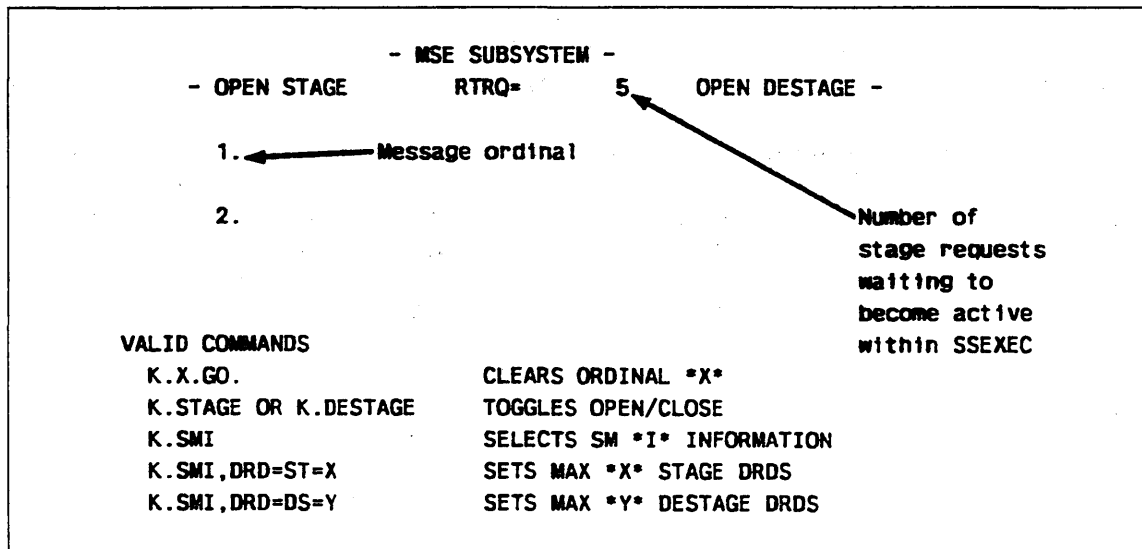 - MSE SUBSYSTEM -
- OPEN STAGE RTRQ= 5 OPEN DESTAGE -
1. Message ordinal
2.
Number of
stage requests
waiting to
become active
within SSEXEC
VALID COMMANDS
K.X.GO. CLEARS ORDINAL *X*
K.STAGE OR K.DESTAGE TOGGLES OPEN/CLOSE
K.SMI SELECTS SM *I* INFORMATION
K.SMI,DRD=ST=X SETS MAX *X* STAGE DRDS
K.SMI,DRD=DS=Y SETS MAX *Y* DESTAGE DRDS